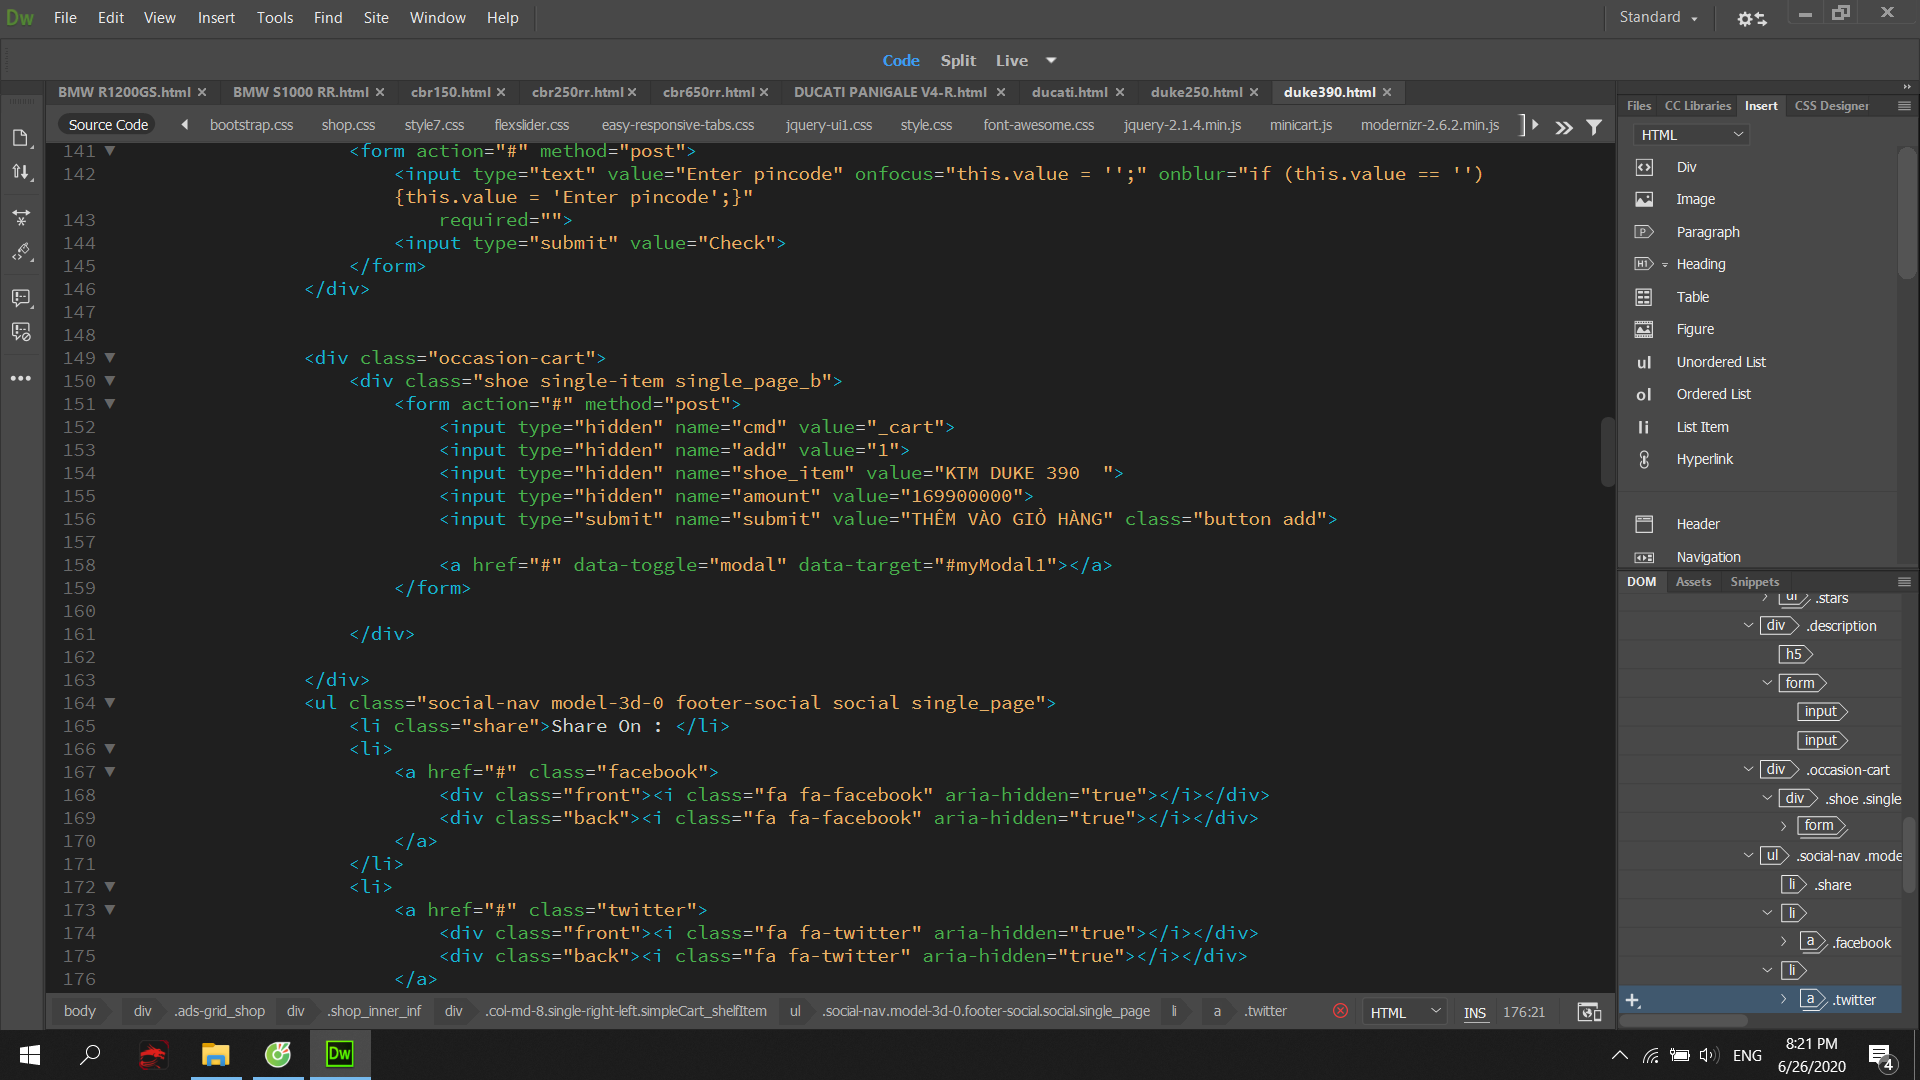 Dw File Edit View Insert Tools Find Site Window Help Standard
Code Split Live
BMW R1200GS.html BMW S1000 RR.html cbr150.html cbr250rr.html cbr650rr.html DUCATI PANIGALE V4-R.html ducati.html duke250.html duke390.html
Source Code bootstrap.css shop.css style7.css flexslider.css easy-responsive-tabs.css jquery-ui1.css style.css font-awesome.css jquery-2.1.4.min.js minicart.js modernizr-2.6.2.min.js
141 <form action="#" method="post">
142 <input type="text" value="Enter pincode" onfocus="this.value = '';" onblur="if (this.value == '')
{this.value = 'Enter pincode';}"
143 required="">
144 <input type="submit" value="Check">
145 </form>
146 </div>
147
148
149 <div class="occasion-cart">
150 <div class="shoe single-item single_page_b">
151 <form action="#" method="post">
152 <input type="hidden" name="cmd" value="_cart">
153 <input type="hidden" name="add" value="1">
154 <input type="hidden" name="shoe_item" value="KTM DUKE 390  ">
155 <input type="hidden" name="amount" value="169900000">
156 <input type="submit" name="submit" value="THÊM VÀO GIỎ HÀNG" class="button add">
157
158 <a href="#" data-toggle="modal" data-target="#myModal1"></a>
159 </form>
160
161 </div>
162
163 </div>
164 <ul class="social-nav model-3d-0 footer-social social single_page">
165 <li class="share">Share On : </li>
166 <li>
167 <a href="#" class="facebook">
168 <div class="front"><i class="fa fa-facebook" aria-hidden="true"></i></div>
169 <div class="back"><i class="fa fa-facebook" aria-hidden="true"></i></div>
170 </a>
171 </li>
172 <li>
173 <a href="#" class="twitter">
174 <div class="front"><i class="fa fa-twitter" aria-hidden="true"></i></div>
175 <div class="back"><i class="fa fa-twitter" aria-hidden="true"></i></div>
176 </a>
body div .ads-grid_shop div .shop_inner_inf div .col-md-8.single-right-left.simpleCart_shelfItem ul .social-nav.model-3d-0.footer-social.social.single_page li a .twitter HTML INS 176:21
Files CC Libraries Insert CSS Designer
HTML
Div
Image
P Paragraph
H1 Heading
Table
Figure
ul Unordered List
ol Ordered List
li List Item
Hyperlink
Header
Navigation
DOM Assets Snippets
ul .stars
div .description
h5
form
input
input
div .occasion-cart
div .shoe .single
form
ul .social-nav .mode
li .share
li
a .facebook
li
a .twitter
Dw ENG 8:21 PM
6/26/2020
4